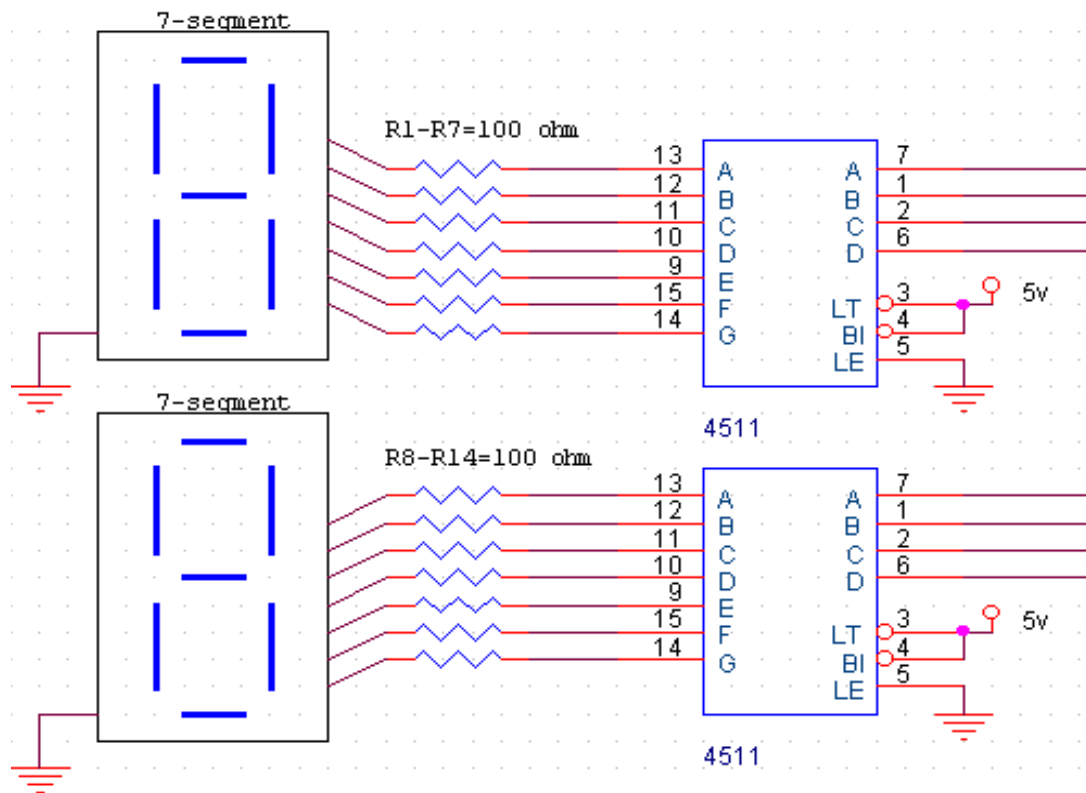 7-seqment
R1-R7=100 ohm
13 A A 7
12 B B 1
11 C C 2
10 D D 6
9 E
15 F LT 3 5v
14 G BI 4
LE 5
4511
7-seqment
R8-R14=100 ohm
13 A A 7
12 B B 1
11 C C 2
10 D D 6
9 E
15 F LT 3 5v
14 G BI 4
LE 5
4511